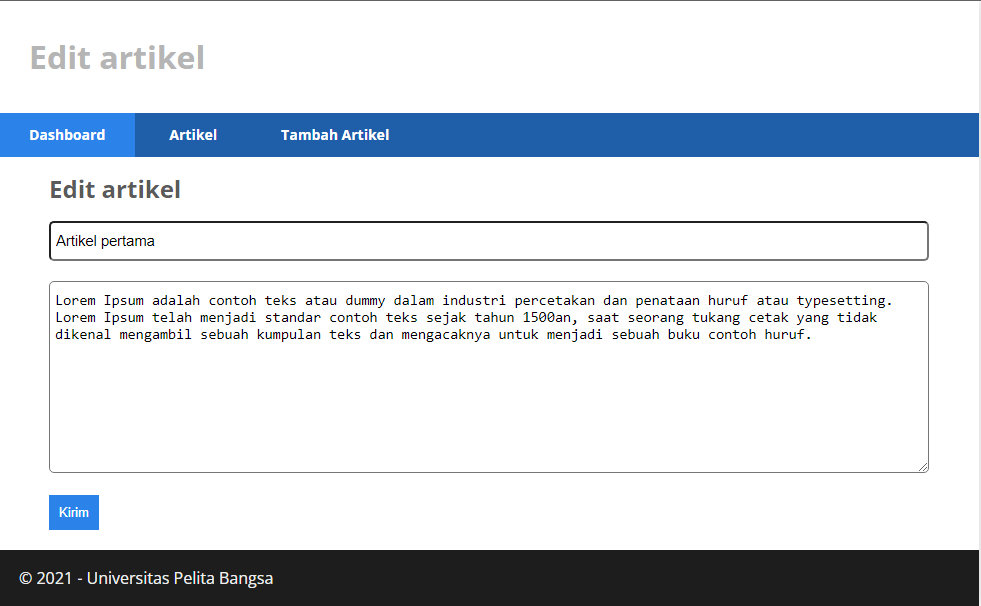 Edit artikel
Dashboard Artikel Tambah Artikel
Edit artikel
Artikel pertama
Lorem Ipsum adalah contoh teks atau dummy dalam industri percetakan dan penataan huruf atau typesetting.
Lorem Ipsum telah menjadi standar contoh teks sejak tahun 1500an, saat seorang tukang cetak yang tidak
dikenal mengambil sebuah kumpulan teks dan mengacaknya untuk menjadi sebuah buku contoh huruf.
Kirim
© 2021 - Universitas Pelita Bangsa